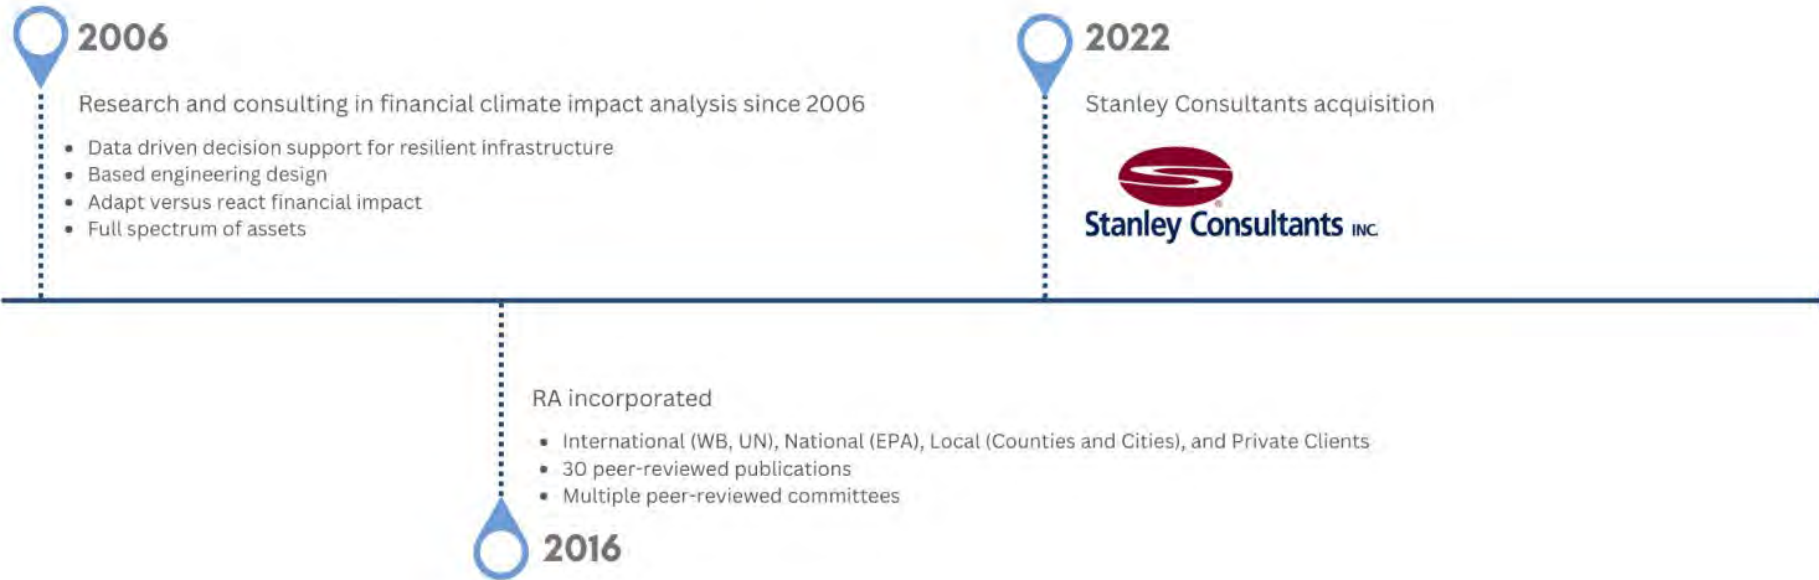 2006
Research and consulting in financial climate impact analysis since 2006
• Data driven decision support for resilient infrastructure
• Based engineering design
• Adapt versus react financial impact
• Full spectrum of assets
2022
Stanley Consultants acquisition
Stanley Consultants INC.
RA incorporated
• International (WB, UN), National (EPA), Local (Counties and Cities), and Private Clients
• 30 peer-reviewed publications
• Multiple peer-reviewed committees
2016